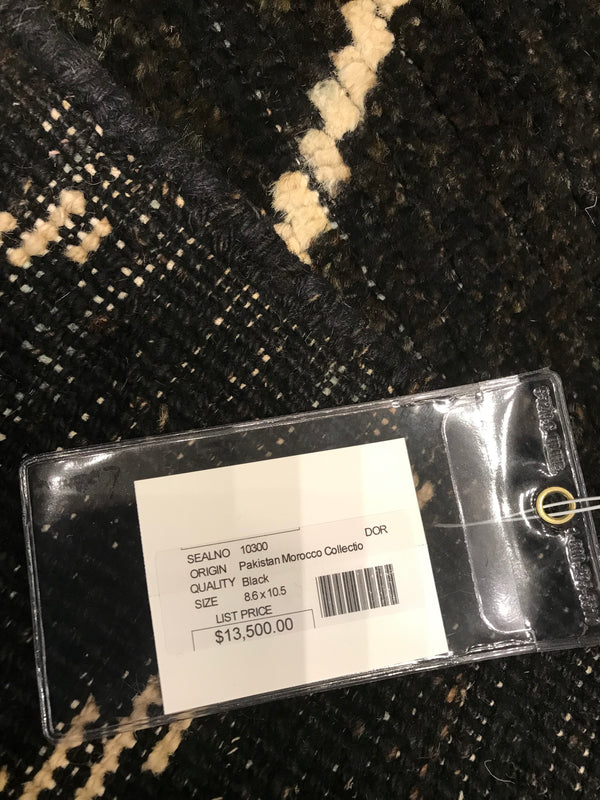 DOR
SEALNO 10300
ORIGIN Pakistan Morocco Collectio
QUALITY Black
SIZE 8.6 x 10.5
LIST PRICE
$13,500.00